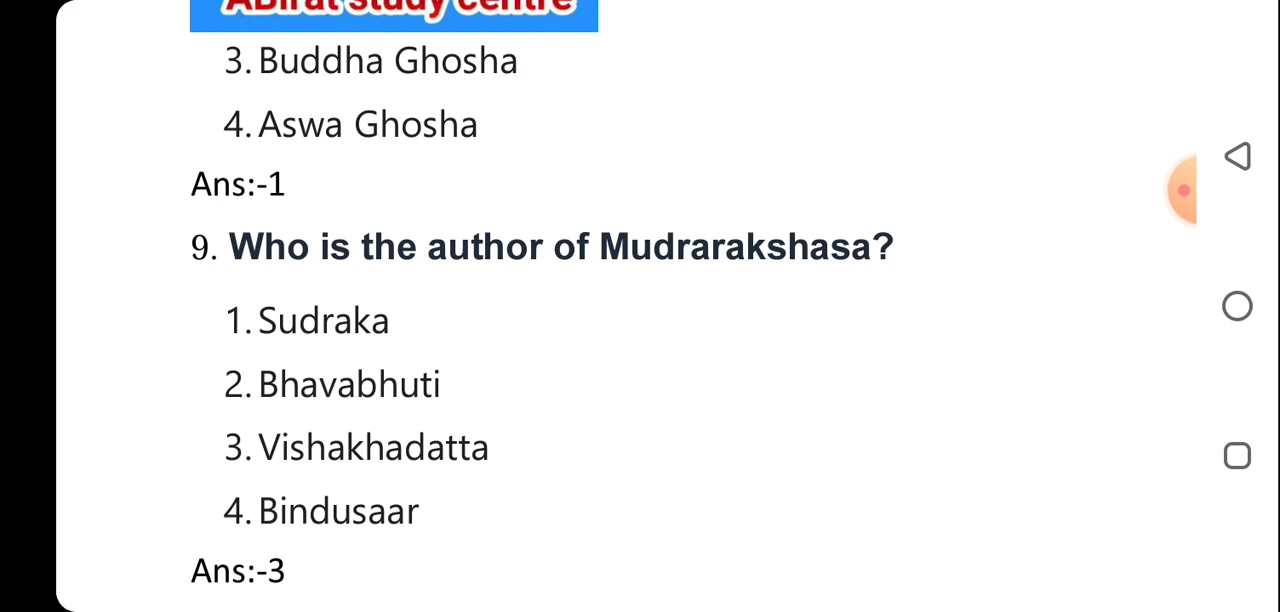 ABirat study centre
3. Buddha Ghosha
4. Aswa Ghosha
Ans:-1
9. Who is the author of Mudrarakshasa?
1. Sudraka
2. Bhavabhuti
3. Vishakhadatta
4. Bindusaar
Ans:-3